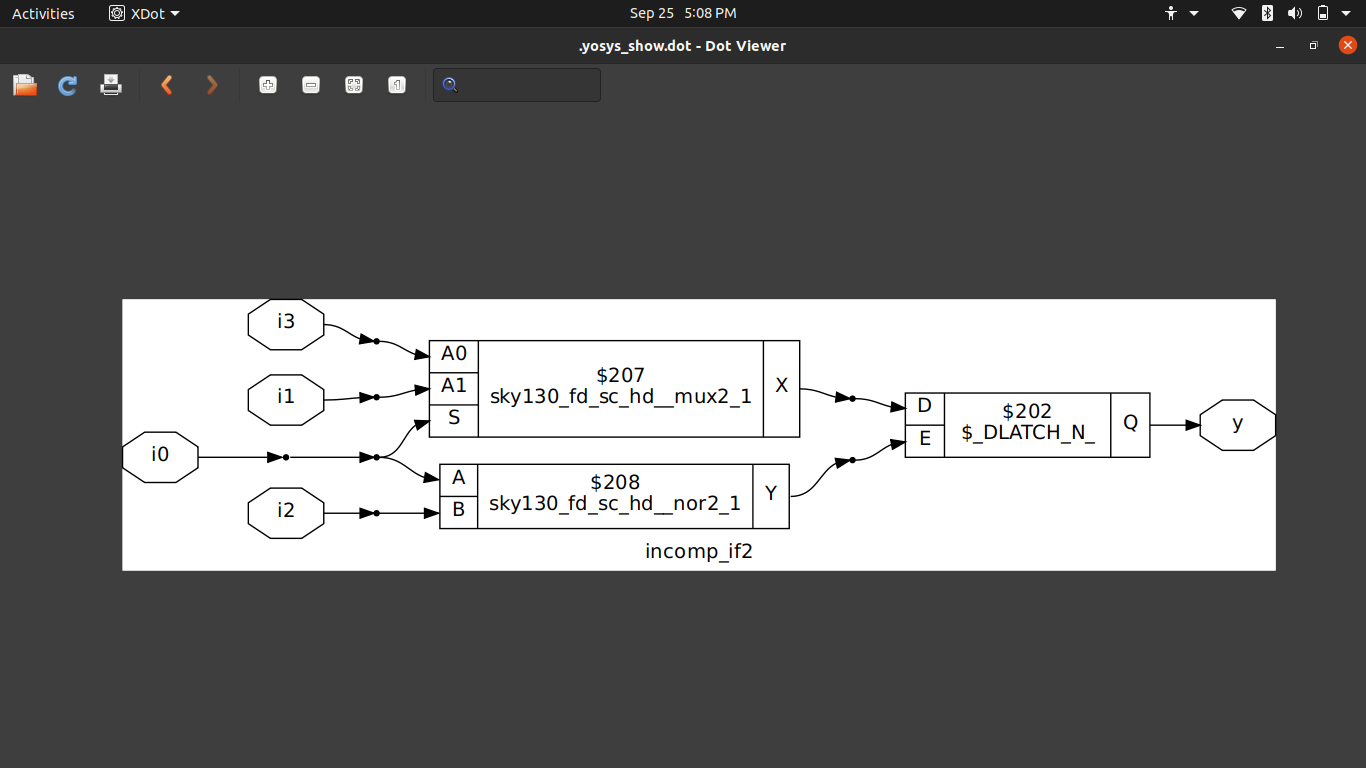 Activities XDot Sep 25 5:08 PM
.yosys_show.dot - Dot Viewer
1
i3
i1
i0
i2
A0
A1
S
$207
sky130_fd_sc_hd__mux2_1
X
A
B
$208
sky130_fd_sc_hd__nor2_1
Y
D
E
$202
$_DLATCH_N_
Q
y
incomp_if2